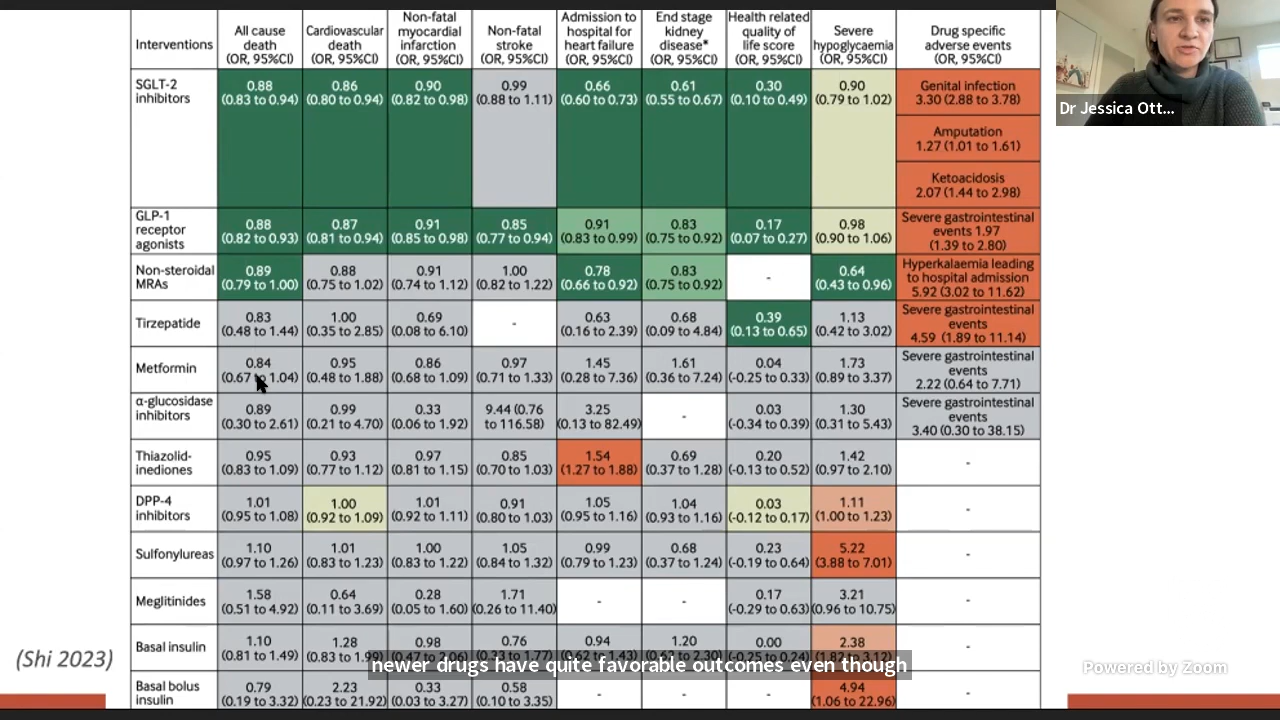 Interventions
All cause
death
(OR, 95%CI)
Cardiovascular
death
(OR, 95%CI)
Non-fatal
myocardial
infarction
(OR, 95%CI)
Non-fatal
stroke
(OR, 95%CI)
Admission to
hospital for
heart failure
(OR, 95%CI)
End stage
kidney
disease*
(OR, 95%CI)
Health related
quality of
life score
(OR, 95%CI)
Severe
hypoglycaemia
(OR, 95%CI)
Drug specific
adverse events
(OR, 95%CI)
SGLT-2
inhibitors
0.88
(0.83 to 0.94)
0.86
(0.80 to 0.94)
0.90
(0.82 to 0.98)
0.99
(0.88 to 1.11)
0.66
(0.60 to 0.73)
0.61
(0.55 to 0.67)
0.30
(0.10 to 0.49)
0.90
(0.79 to 1.02)
Genital infection
3.30 (2.88 to 3.78)
Amputation
1.27 (1.01 to 1.61)
Ketoacidosis
2.07 (1.44 to 2.98)
GLP-1
receptor
agonists
0.88
(0.82 to 0.93)
0.87
(0.81 to 0.94)
0.91
(0.85 to 0.98)
0.85
(0.77 to 0.94)
0.91
(0.83 to 0.99)
0.83
(0.75 to 0.92)
0.17
(0.07 to 0.27)
0.98
(0.90 to 1.06)
Severe gastrointestinal
events 1.97
(1.39 to 2.80)
Non-steroidal
MRAs
0.89
(0.79 to 1.00)
0.88
(0.75 to 1.02)
0.91
(0.74 to 1.12)
1.00
(0.82 to 1.22)
0.78
(0.66 to 0.92)
0.83
(0.75 to 0.92)
-
0.64
(0.43 to 0.96)
Hyperkalaemia leading
to hospital admission
5.92 (3.02 to 11.62)
Tirzepatide
0.83
(0.48 to 1.44)
1.00
(0.35 to 2.85)
0.69
(0.08 to 6.10)
-
0.63
(0.16 to 2.39)
0.68
(0.09 to 4.84)
0.39
(0.13 to 0.65)
1.13
(0.42 to 3.02)
Severe gastrointestinal
events
4.59 (1.89 to 11.14)
Metformin
0.84
(0.67 to 1.04)
0.95
(0.48 to 1.88)
0.86
(0.68 to 1.09)
0.97
(0.71 to 1.33)
1.45
(0.28 to 7.36)
1.61
(0.36 to 7.24)
0.04
(-0.25 to 0.33)
1.73
(0.89 to 3.37)
Severe gastrointestinal
events
2.22 (0.64 to 7.71)
α-glucosidase
inhibitors
0.89
(0.30 to 2.61)
0.99
(0.21 to 4.70)
0.33
(0.06 to 1.92)
9.44 (0.76
to 116.58)
3.25
(0.13 to 82.49)
-
0.03
(-0.34 to 0.39)
1.30
(0.31 to 5.43)
Severe gastrointestinal
events
3.40 (0.30 to 38.15)
Thiazolid-
inediones
0.95
(0.83 to 1.09)
0.93
(0.77 to 1.12)
0.97
(0.81 to 1.15)
0.85
(0.70 to 1.03)
1.54
(1.27 to 1.88)
0.69
(0.37 to 1.28)
0.20
(-0.13 to 0.52)
1.42
(0.97 to 2.10)
-
DPP-4
inhibitors
1.01
(0.95 to 1.08)
1.00
(0.92 to 1.09)
1.01
(0.92 to 1.11)
0.91
(0.80 to 1.03)
1.05
(0.95 to 1.16)
1.04
(0.93 to 1.16)
0.03
(-0.12 to 0.17)
1.11
(1.00 to 1.23)
-
Sulfonylureas
1.10
(0.97 to 1.26)
1.01
(0.83 to 1.23)
1.00
(0.83 to 1.22)
1.05
(0.84 to 1.32)
0.99
(0.79 to 1.23)
0.68
(0.37 to 1.24)
0.23
(-0.19 to 0.64)
5.22
(3.88 to 7.01)
-
Meglitinides
1.58
(0.51 to 4.92)
0.64
(0.11 to 3.69)
0.28
(0.05 to 1.60)
1.71
(0.26 to 11.40)
-
-
0.17
(-0.29 to 0.63)
3.21
(0.96 to 10.75)
-
Basal insulin
1.10
(0.81 to 1.49)
1.28
(0.83 to
0.98
0.76
0.94
1.20
0.00
2.38
-
Basal bolus
insulin
0.79
(0.19 to 3.32)
2.23
(0.23 to 21.92)
0.33
(0.03 to 3.27)
0.58
(0.10 to 3.35)
-
-
-
4.94
(1.06 to 22.96)
-
(Shi 2023)
newer drugs have quite favorable outcomes even though
Dr Jessica Ott...
Powered by Zoom